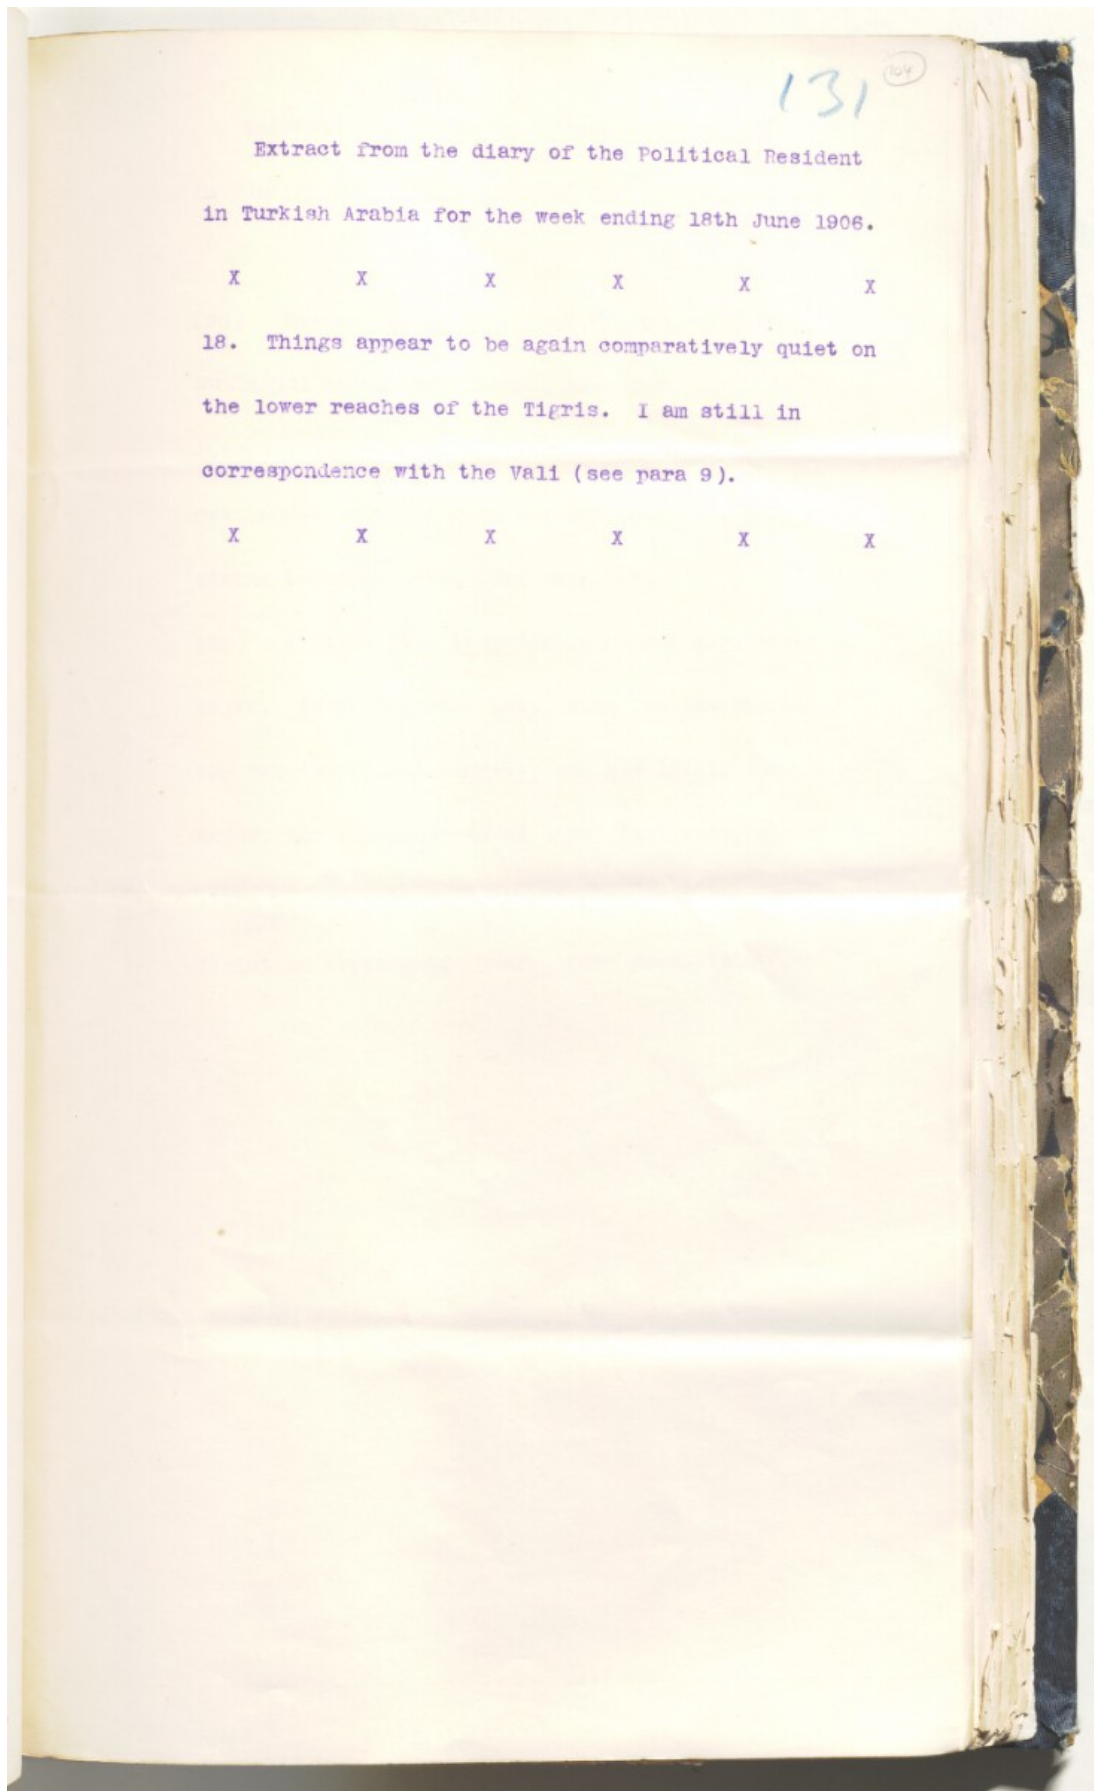 131
104
Extract from the diary of the Political Resident
in Turkish Arabia for the week ending 18th June 1906.
X X X X X X
18. Things appear to be again comparatively quiet on
the lower reaches of the Tigris. I am still in
correspondence with the Vali (see para 9).
X X X X X X